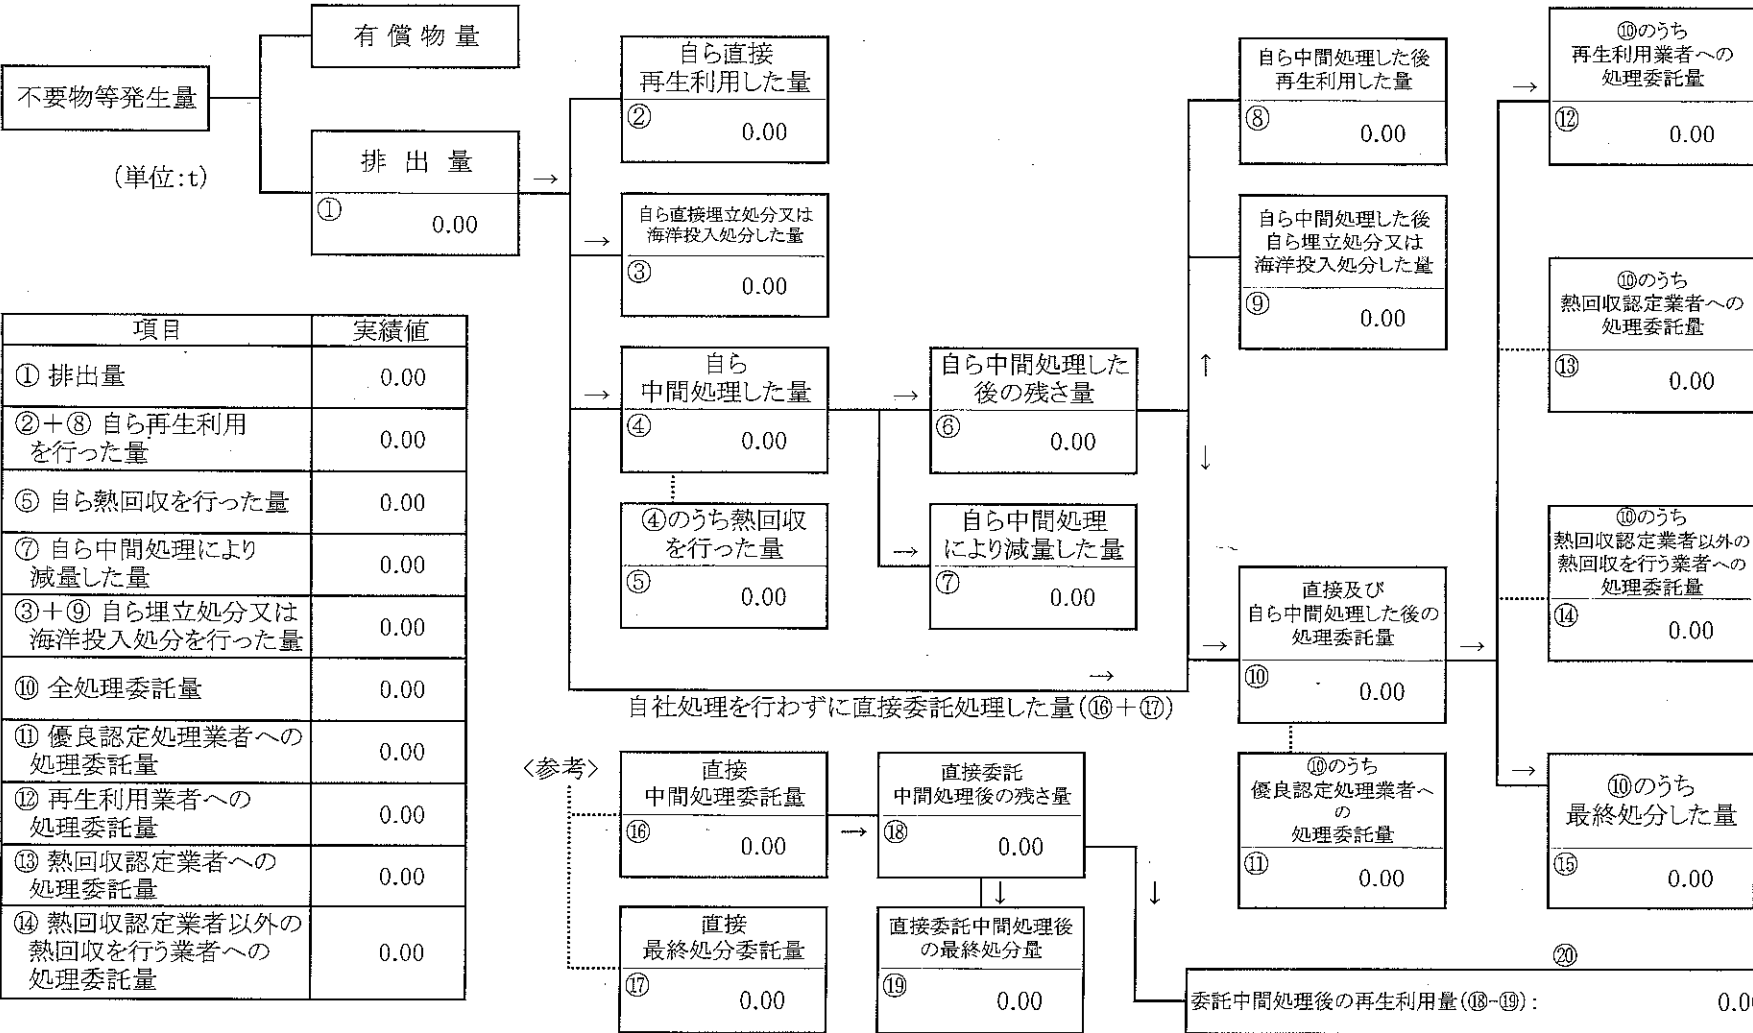 有償物量
不要物等発生量
(単位:t)
排出量
→
① 0.00
自ら直接
再生利用した量
② 0.00
自ら直接埋立処分又は
海洋投入処分した量
→
③ 0.00
自ら
中間処理した量
→
④ 0.00
④のうち熱回収
を行った量
⑤ 0.00
自ら中間処理した
後の残さ量
→
⑥ 0.00
自ら中間処理
により減量した量
→
⑦ 0.00
↑
↓
自ら中間処理した後
再生利用した量
⑧ 0.00
自ら中間処理した後
自ら埋立処分又は
海洋投入処分した量
⑨ 0.00
直接及び
自ら中間処理した後の
処理委託量
→
⑩ 0.00
→
⑩のうち
優良認定処理業者へ
の
処理委託量
⑪ 0.00
⑩のうち
再生利用業者への
処理委託量
→
⑫ 0.00
⑩のうち
熱回収認定業者への
処理委託量
⑬ 0.00
⑩のうち
熱回収認定業者以外の
熱回収を行う業者への
処理委託量
⑭ 0.00
→
⑩のうち
最終処分した量
⑮ 0.00
→
自社処理を行わずに直接委託処理した量(⑯+⑰)
<参考>
直接
中間処理委託量
⑯ 0.00
→
直接委託
中間処理後の残さ量
⑱ 0.00
↓
↓
直接
最終処分委託量
⑰ 0.00
直接委託中間処理後
の最終処分量
⑲ 0.00
⑳
委託中間処理後の再生利用量(⑱-⑲): 0.00
項目 実績値
① 排出量 0.00
②+⑧ 自ら再生利用
を行った量 0.00
⑤ 自ら熱回収を行った量 0.00
⑦ 自ら中間処理により
減量した量 0.00
③+⑨ 自ら埋立処分又は
海洋投入処分を行った量 0.00
⑩ 全処理委託量 0.00
⑪ 優良認定処理業者への
処理委託量 0.00
⑫ 再生利用業者への
処理委託量 0.00
⑬ 熱回収認定業者への
処理委託量 0.00
⑭ 熱回収認定業者以外の
熱回収を行う業者への
処理委託量 0.00